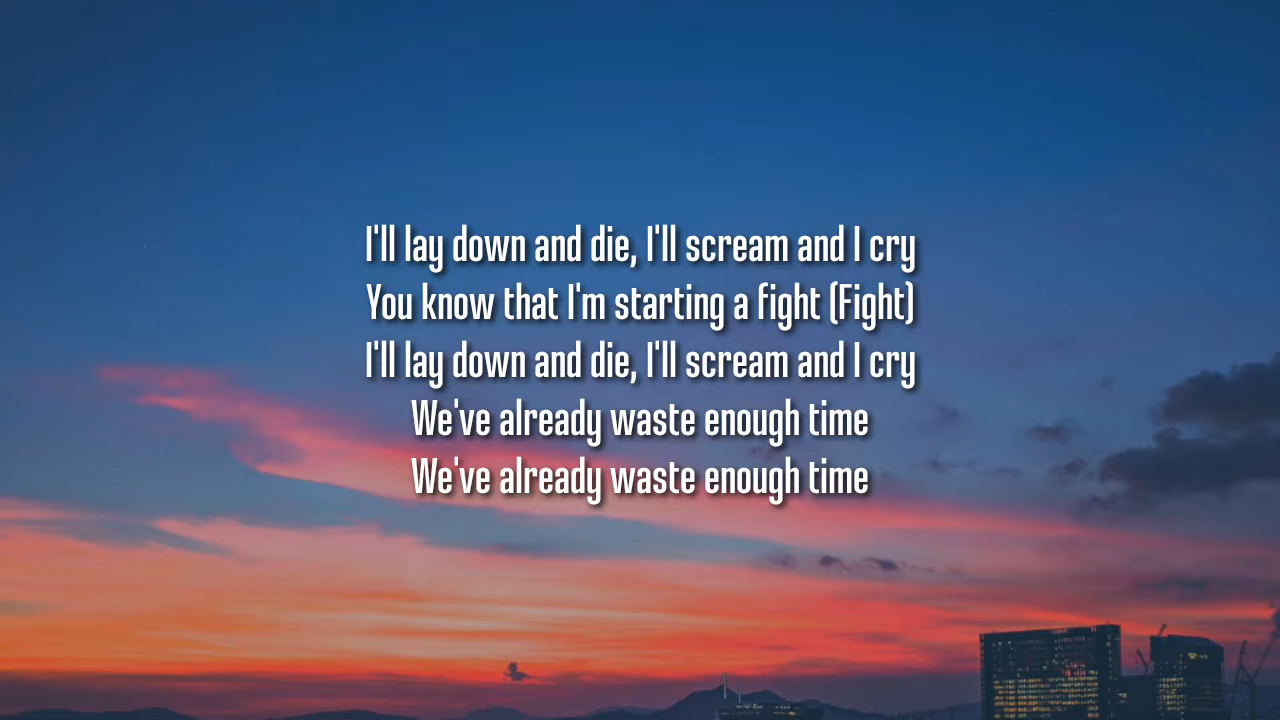 I'll lay down and die, I'll scream and I cry
You know that I'm starting a fight (Fight)
I'll lay down and die, I'll scream and I cry
We've already waste enough time
We've already waste enough time